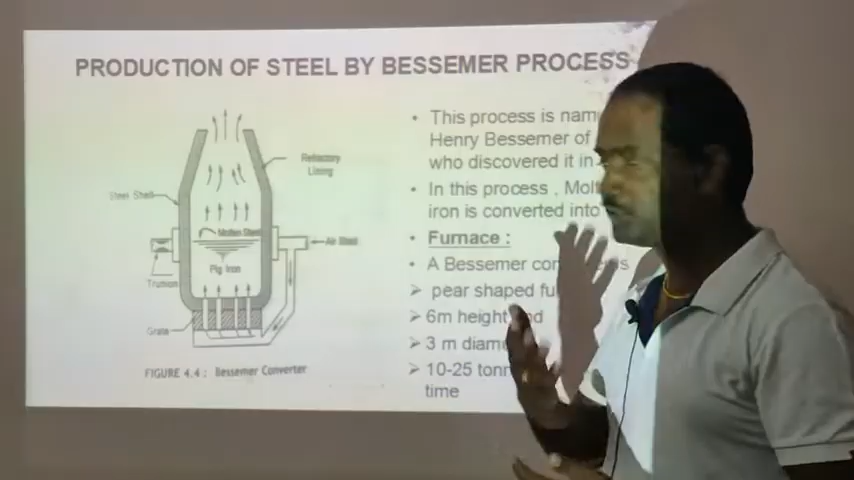 PRODUCTION OF STEEL BY BESSEMER PROCESS
Refractory
Lining
Steel Shell
Molten Steel
Air Blast
Pig Iron
Trunion
Grate
FIGURE 4.4 : Bessemer Converter
• This process is nam
Henry Bessemer of
who discovered it in
• In this process , Molt
iron is converted into
• Furnace :
• A Bessemer con
➢ pear shaped fu
➢ 6m height
➢ 3 m diam
➢ 10-25 tonn
time